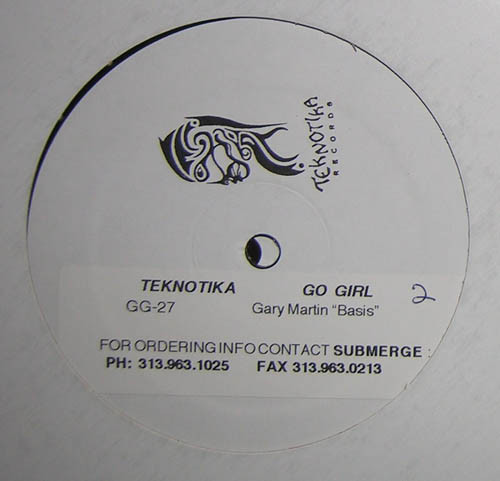 TEKNOTIKA
RECORDS
TEKNOTIKA GO GIRL 2
GG-27 Gary Martin "Basis"
FOR ORDERING INFO CONTACT SUBMERGE :
PH: 313.963.1025 FAX 313.963.0213